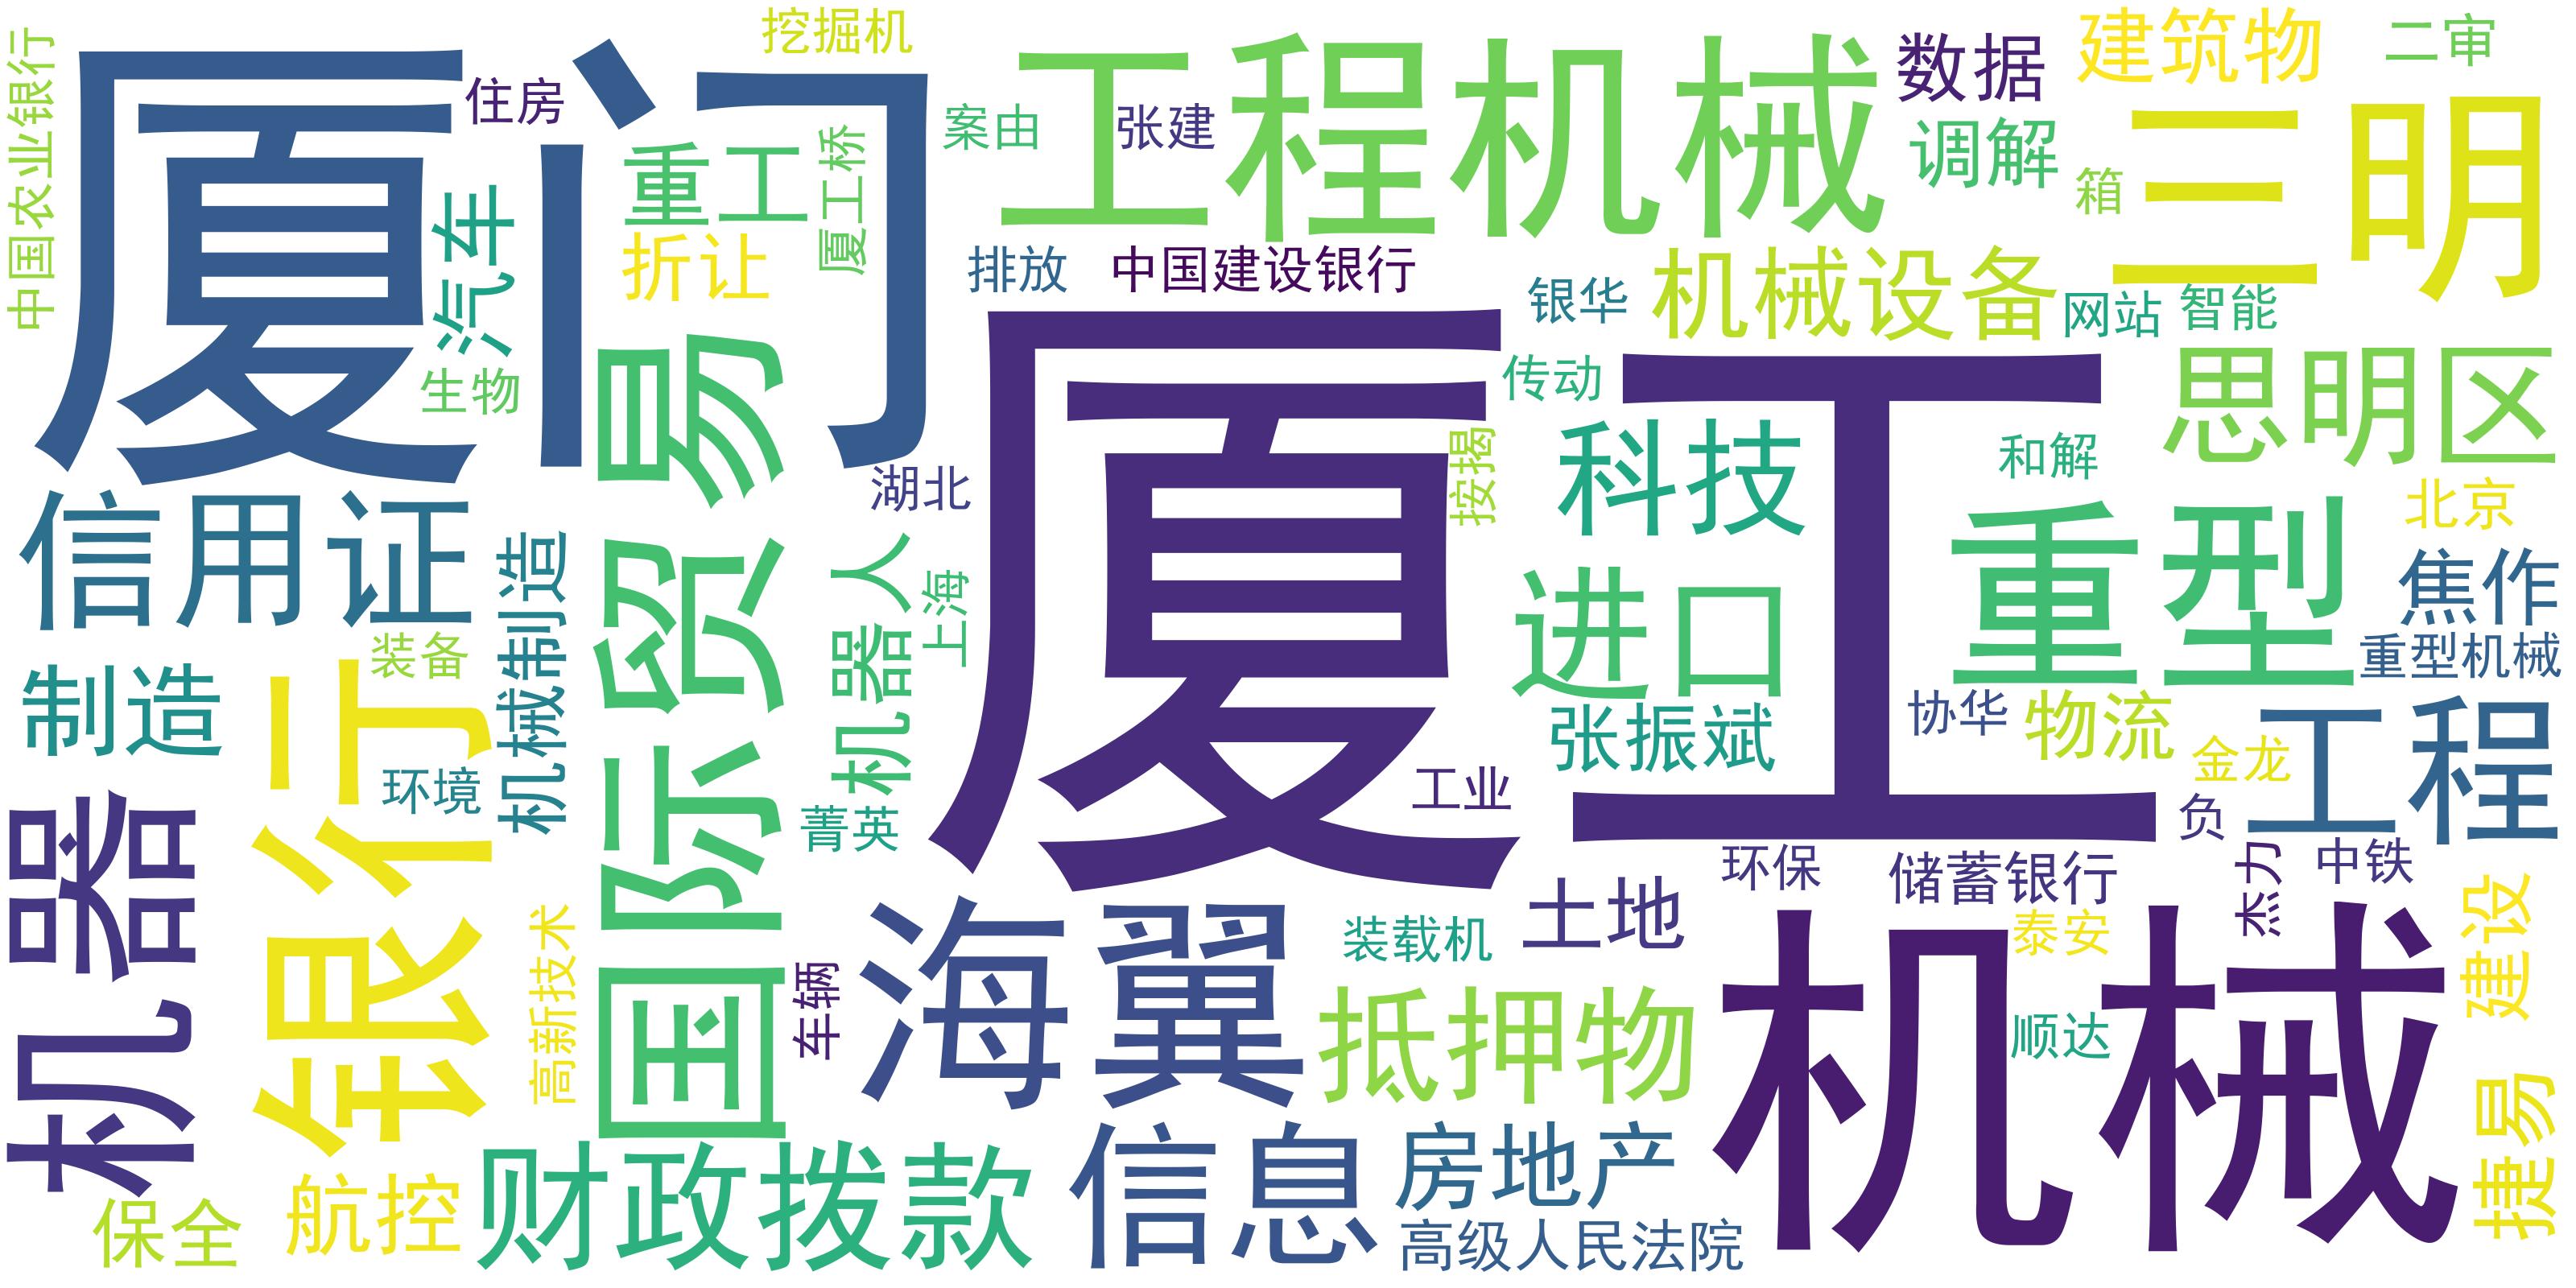 挖掘机
中国农业银行
厦门
住房
工程机械
数据
建筑物
二审
案由
张建
重工
厦工桥
调解
三明
箱
汽车
折让
排放
中国建设银行
银华
机械设备
网站
智能
生物
国际贸易
厦工
传动
思明区
信用证
湖北
按揭
科技
和解
北京
重型
机械制造
机器人
上海
进口
焦作
装备
重型机械
制造
银行
环境
张振斌
协华
物流
工程
金龙
工业
负
机器
菁英
环保
储蓄银行
杰力
中铁
土地
海翼
装载机
泰安
建设
高新技术
车辆
抵押物
机械
顺达
捷易
财政拨款
信息
房地产
航控
保全
高级人民法院